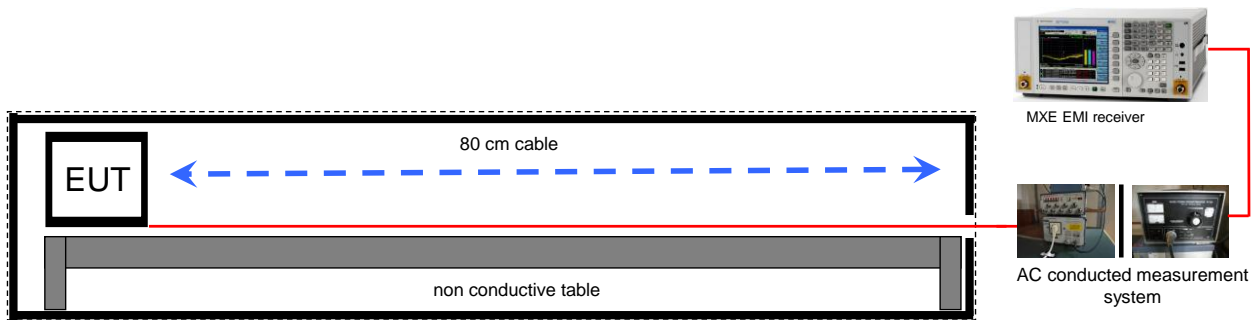 MXE EMI receiver
80 cm cable
EUT
AC conducted measurement
system
non conductive table